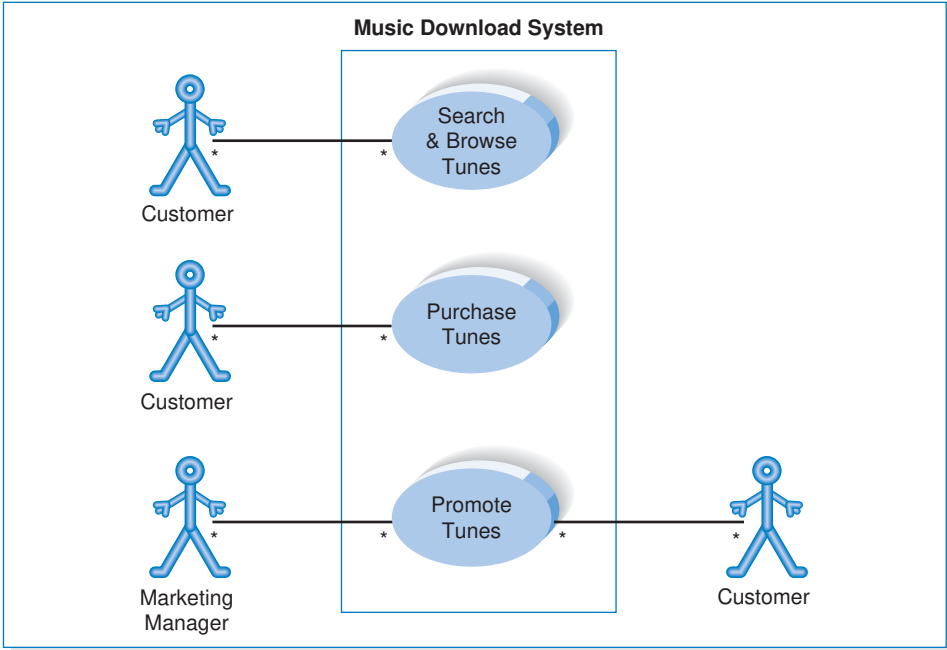 Music Download System
Search
& Browse
Tunes
*
*
Customer
Purchase
Tunes
*
*
Customer
Promote
Tunes
*
*
*
*
Marketing
Manager
Customer